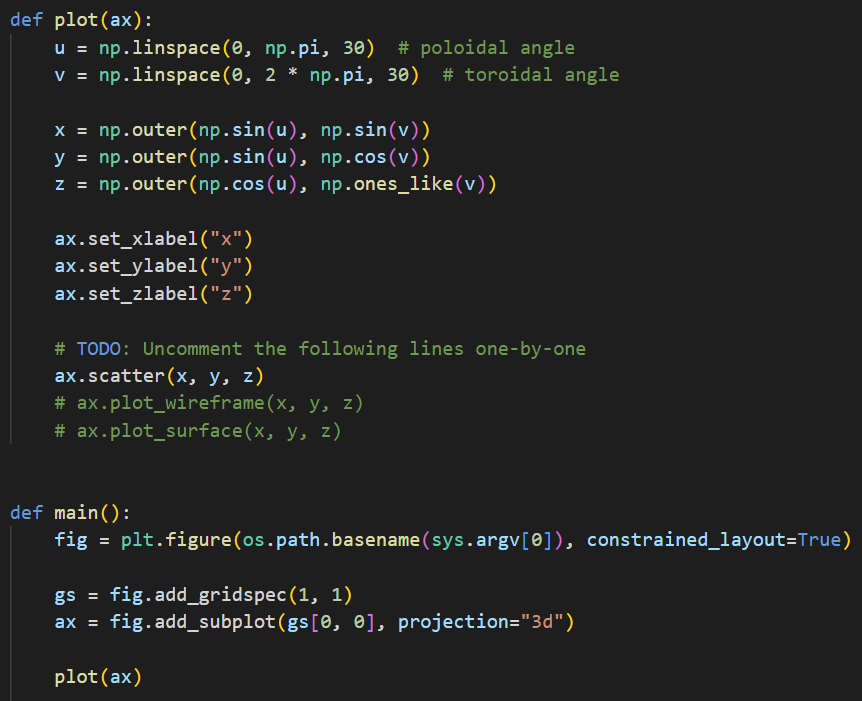 def plot(ax):
    u = np.linspace(0, np.pi, 30)  # poloidal angle
    v = np.linspace(0, 2 * np.pi, 30)  # toroidal angle

    x = np.outer(np.sin(u), np.sin(v))
    y = np.outer(np.sin(u), np.cos(v))
    z = np.outer(np.cos(u), np.ones_like(v))

    ax.set_xlabel("x")
    ax.set_ylabel("y")
    ax.set_zlabel("z")

    # TODO: Uncomment the following lines one-by-one
    ax.scatter(x, y, z)
    # ax.plot_wireframe(x, y, z)
    # ax.plot_surface(x, y, z)


def main():
    fig = plt.figure(os.path.basename(sys.argv[0]), constrained_layout=True)

    gs = fig.add_gridspec(1, 1)
    ax = fig.add_subplot(gs[0, 0], projection="3d")

    plot(ax)